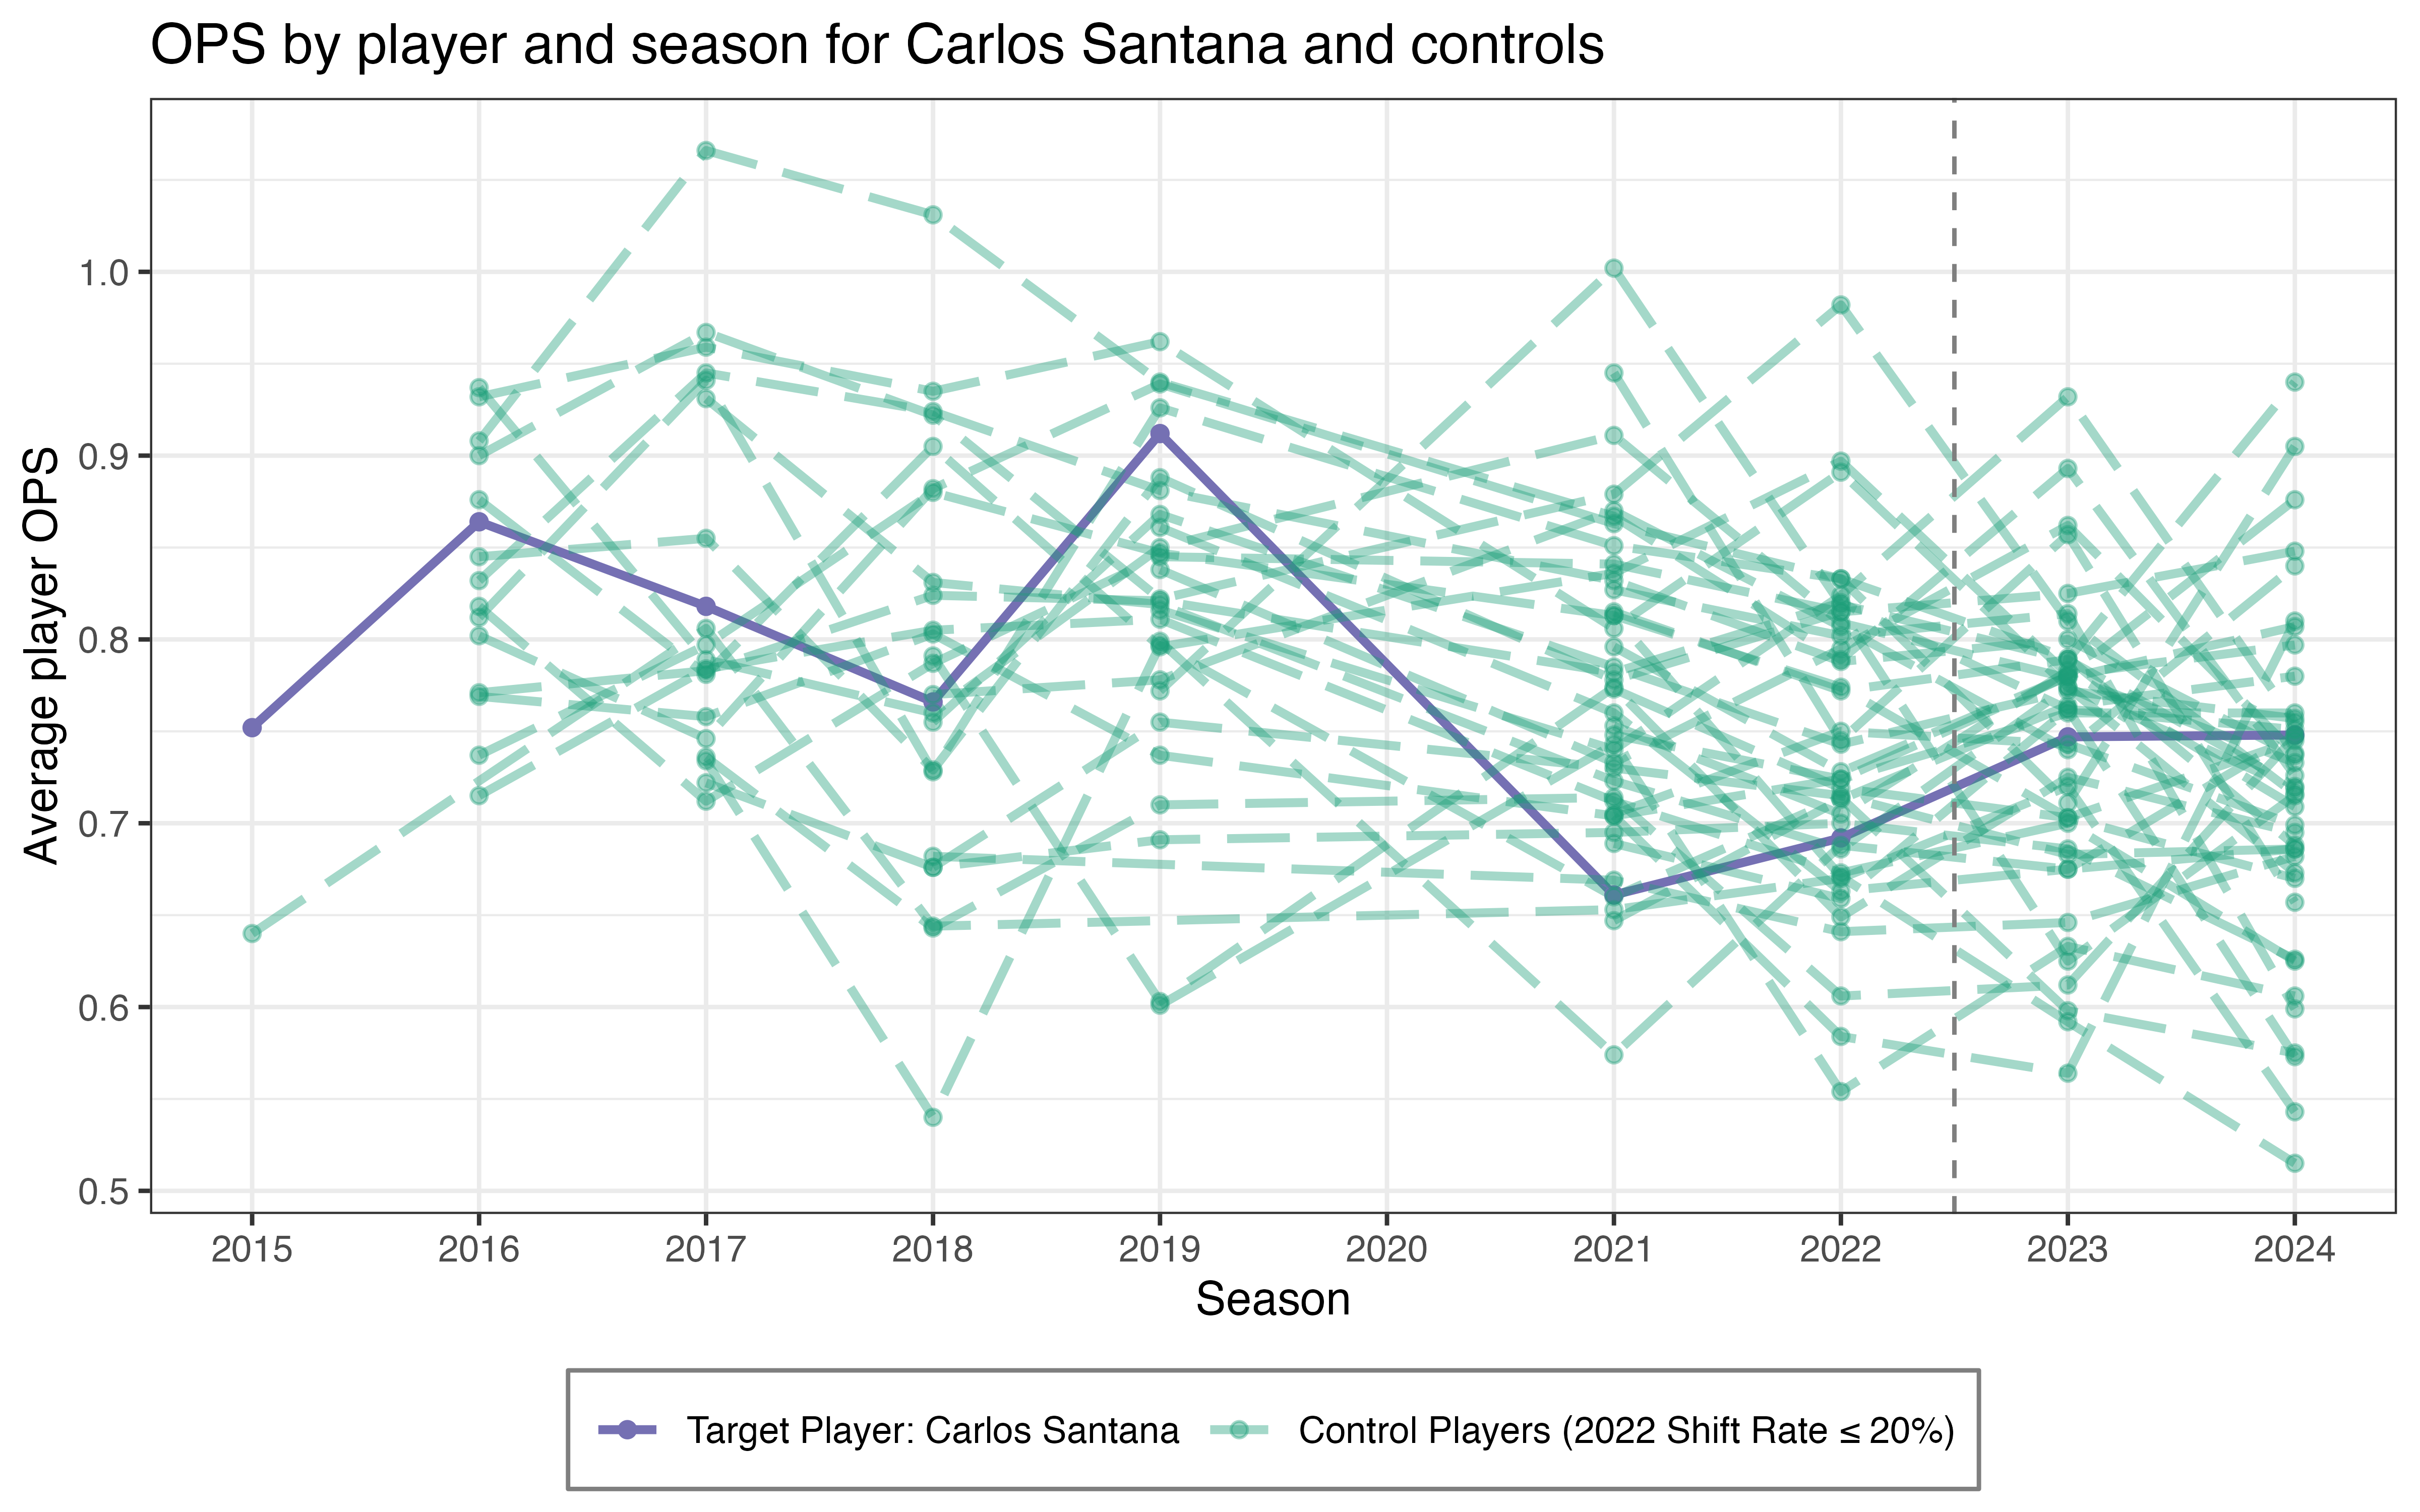 OPS by player and season for Carlos Santana and controls
Average player OPS
1.0
0.9
0.8
0.7
0.6
0.5
2015 2016 2017 2018 2019 2020 2021 2022 2023 2024
Season
Target Player: Carlos Santana Control Players (2022 Shift Rate ≤ 20%)